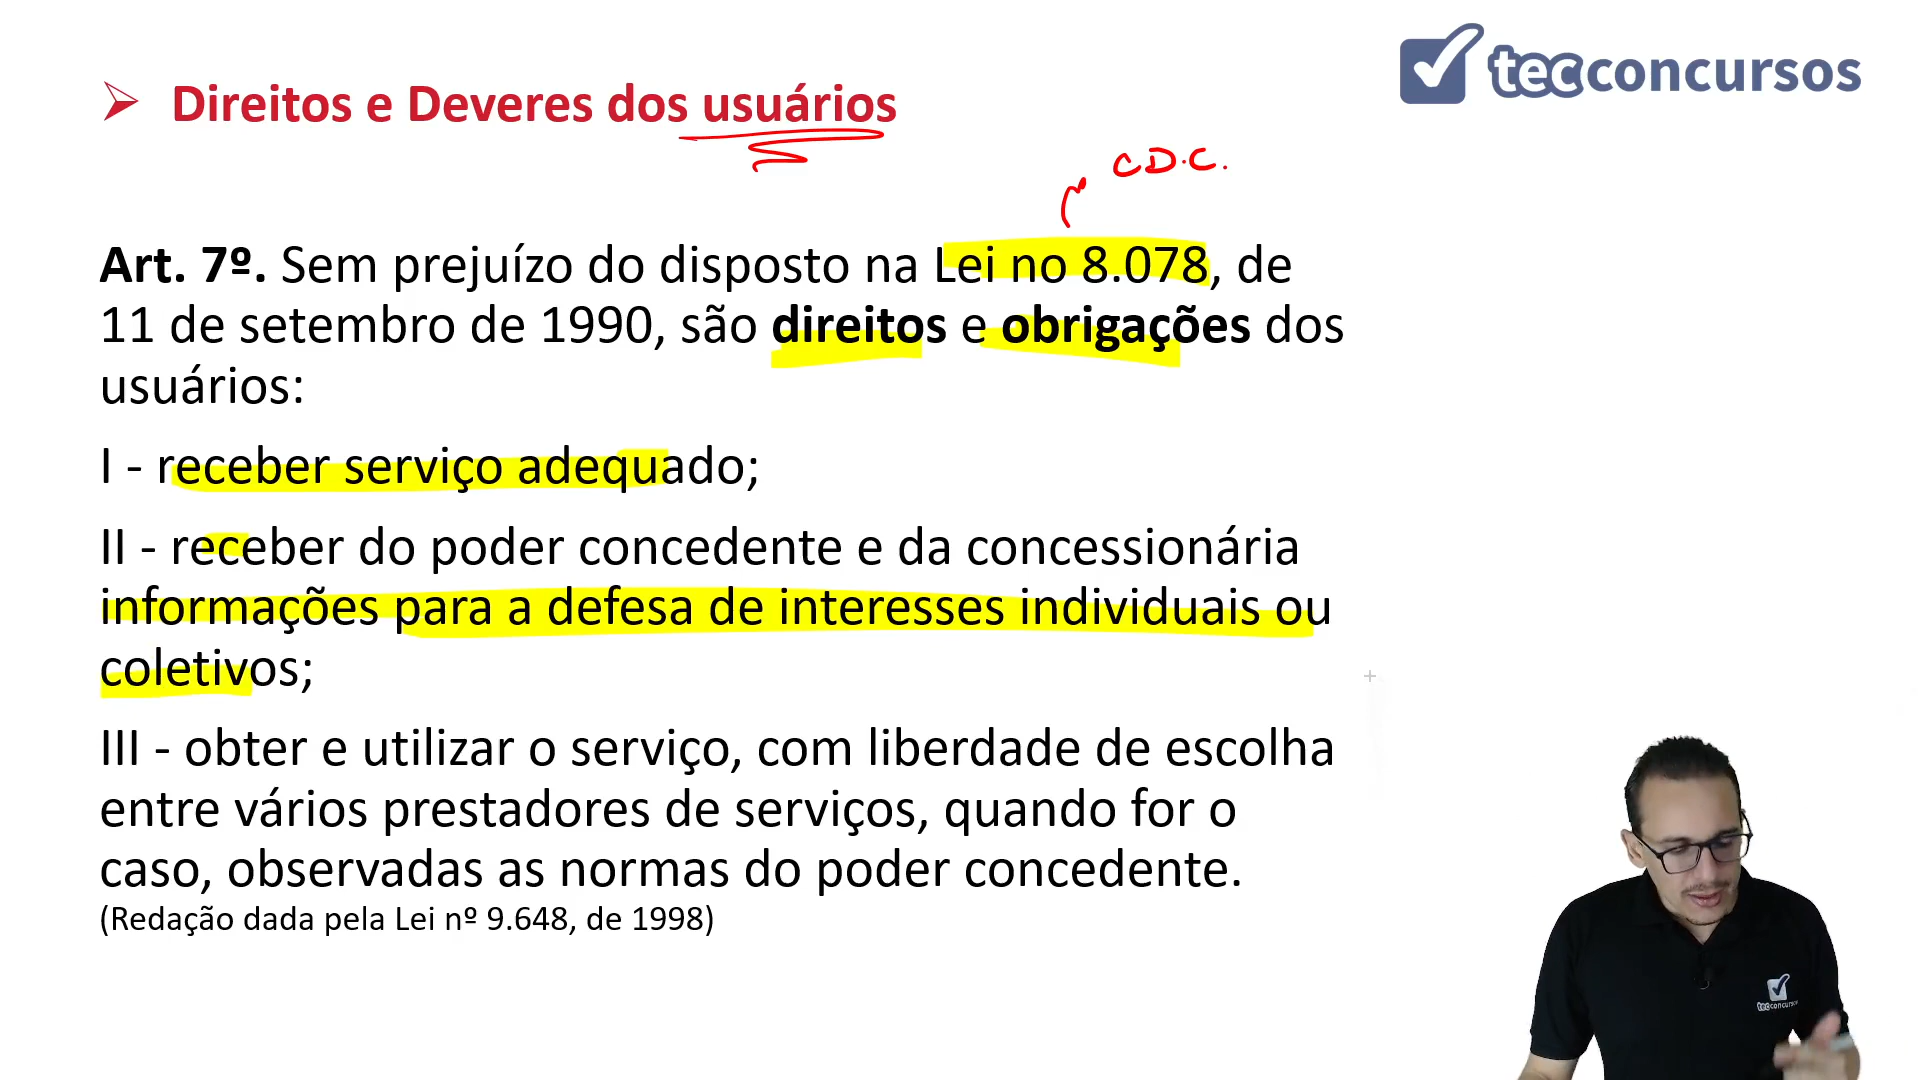 tecconcursos
Direitos e Deveres dos usuários
C.D.C.
Art. 7º. Sem prejuízo do disposto na Lei no 8.078, de
11 de setembro de 1990, são direitos e obrigações dos
usuários:
I - receber serviço adequado;
II - receber do poder concedente e da concessionária
informações para a defesa de interesses individuais ou
coletivos;
III - obter e utilizar o serviço, com liberdade de escolha
entre vários prestadores de serviços, quando for o
caso, observadas as normas do poder concedente.
(Redação dada pela Lei nº 9.648, de 1998)
tecconcursos